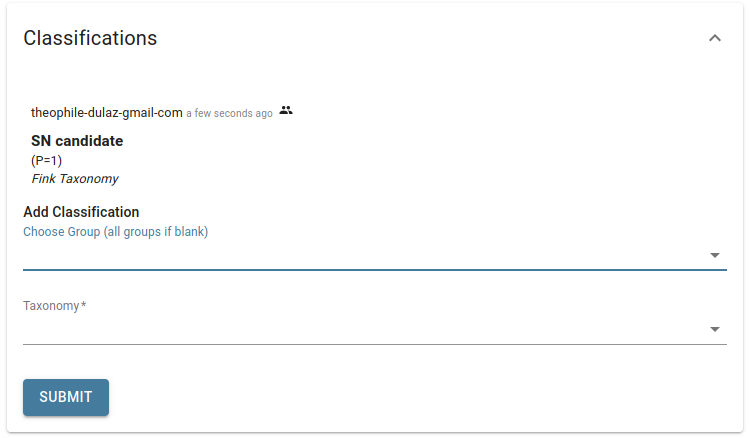 Classifications
theophile-dulaz-gmail-com a few seconds ago
SN candidate
(P=1)
Fink Taxonomy
Add Classification
Choose Group (all groups if blank)
Taxonomy *
SUBMIT